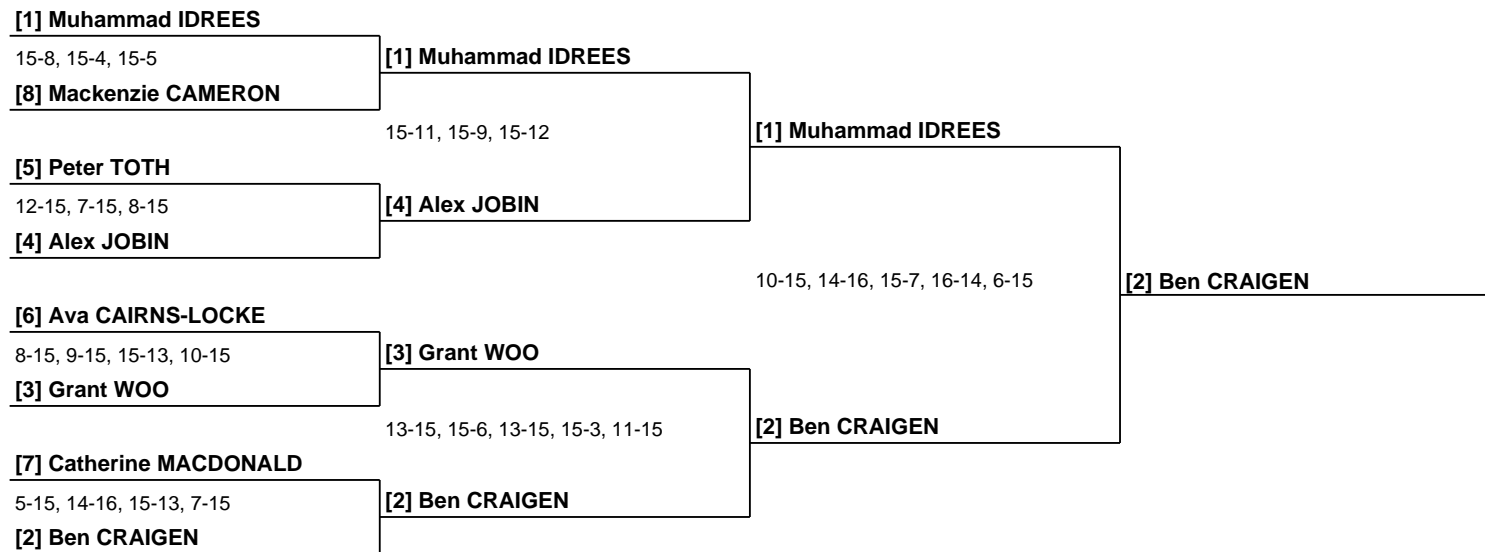 [1] Muhammad IDREES
15-8, 15-4, 15-5
[1] Muhammad IDREES
[8] Mackenzie CAMERON
15-11, 15-9, 15-12
[1] Muhammad IDREES
[5] Peter TOTH
12-15, 7-15, 8-15
[4] Alex JOBIN
[4] Alex JOBIN
10-15, 14-16, 15-7, 16-14, 6-15
[2] Ben CRAIGEN
[6] Ava CAIRNS-LOCKE
8-15, 9-15, 15-13, 10-15
[3] Grant WOO
[3] Grant WOO
13-15, 15-6, 13-15, 15-3, 11-15
[2] Ben CRAIGEN
[7] Catherine MACDONALD
5-15, 14-16, 15-13, 7-15
[2] Ben CRAIGEN
[2] Ben CRAIGEN